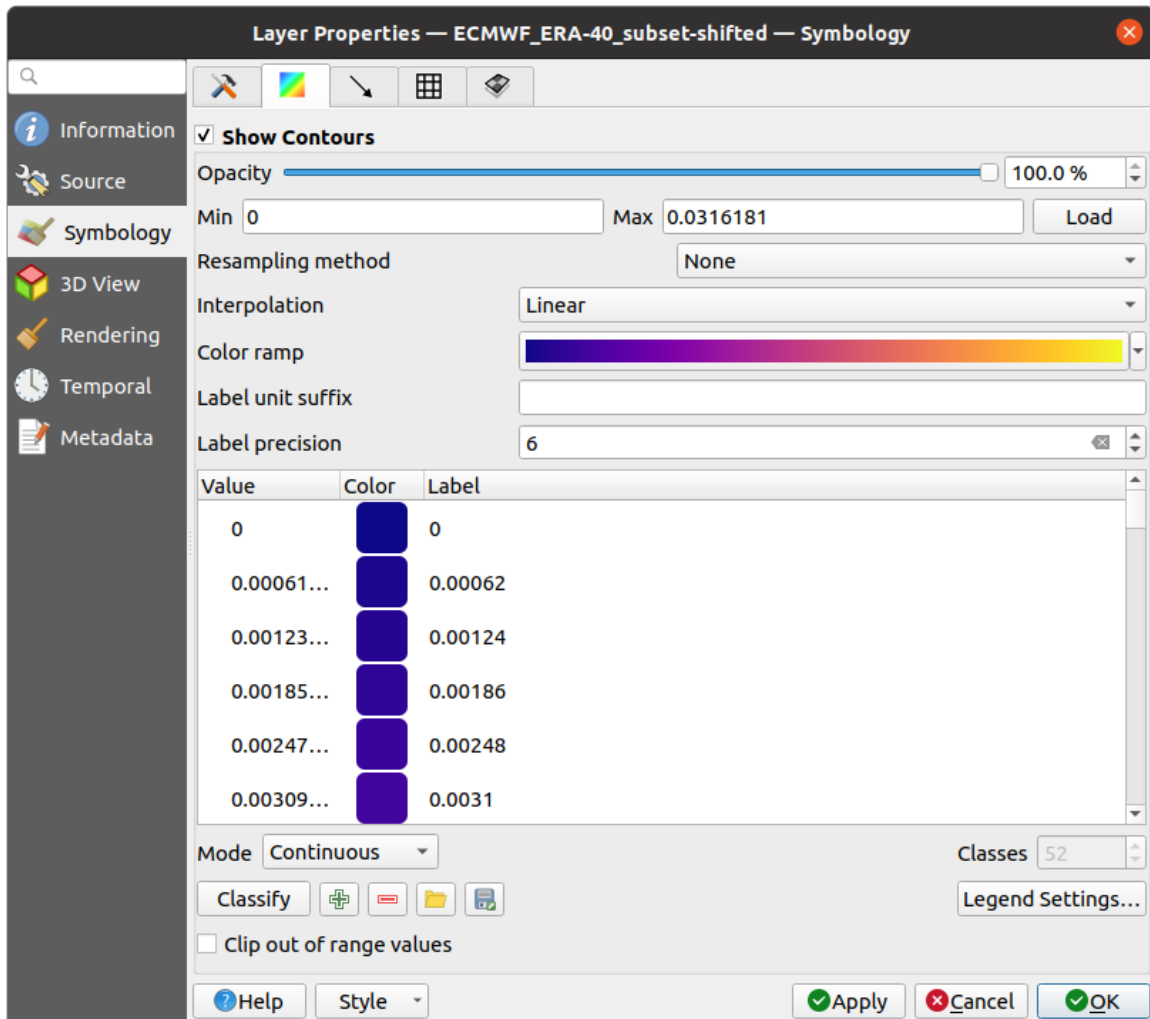 Layer Properties — ECMWF_ERA-40_subset-shifted — Symbology
Information
Source
Symbology
3D View
Rendering
Temporal
Metadata
Show Contours
Opacity 100.0 %
Min 0 Max 0.0316181 Load
Resampling method None
Interpolation Linear
Color ramp
Label unit suffix
Label precision 6
Value Color Label
0 0
0.00061... 0.00062
0.00123... 0.00124
0.00185... 0.00186
0.00247... 0.00248
0.00309... 0.0031
Mode Continuous Classes 52
Classify Legend Settings...
Clip out of range values
Help Style Apply Cancel OK